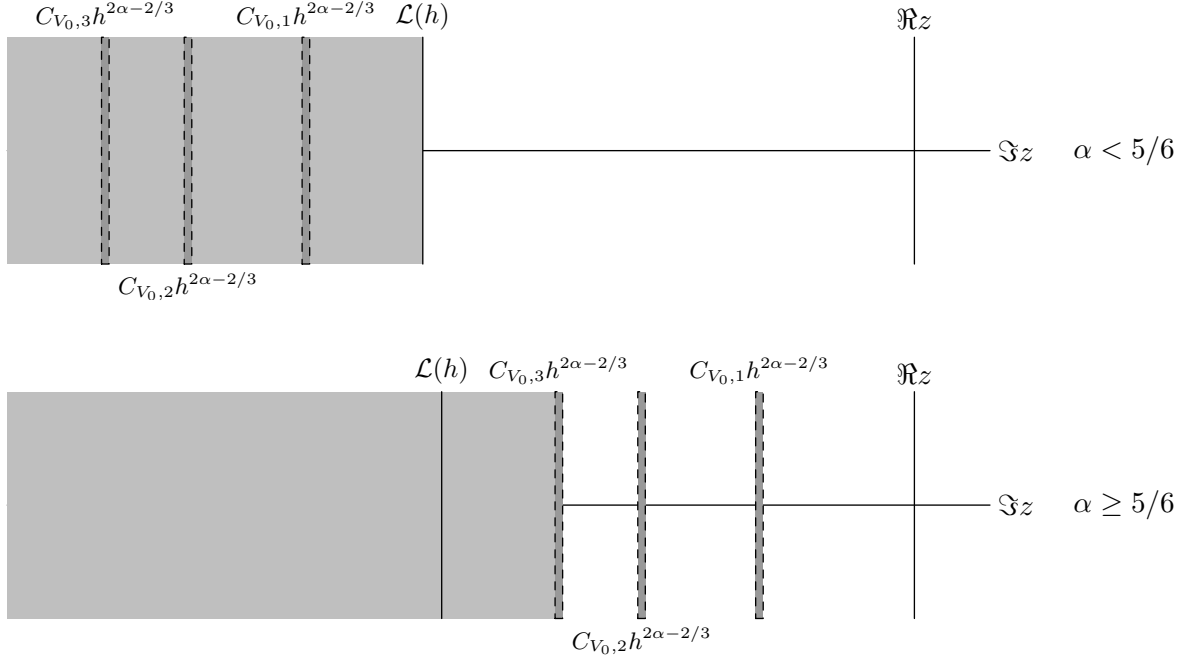 $C_{V_0,3}h^{2\alpha-2/3}$ $C_{V_0,1}h^{2\alpha-2/3}$ $\mathcal{L}(h)$ $\Re z$
$\Im z$ $\alpha < 5/6$
$C_{V_0,2}h^{2\alpha-2/3}$
$\mathcal{L}(h)$ $C_{V_0,3}h^{2\alpha-2/3}$ $C_{V_0,1}h^{2\alpha-2/3}$ $\Re z$
$\Im z$ $\alpha \geq 5/6$
$C_{V_0,2}h^{2\alpha-2/3}$